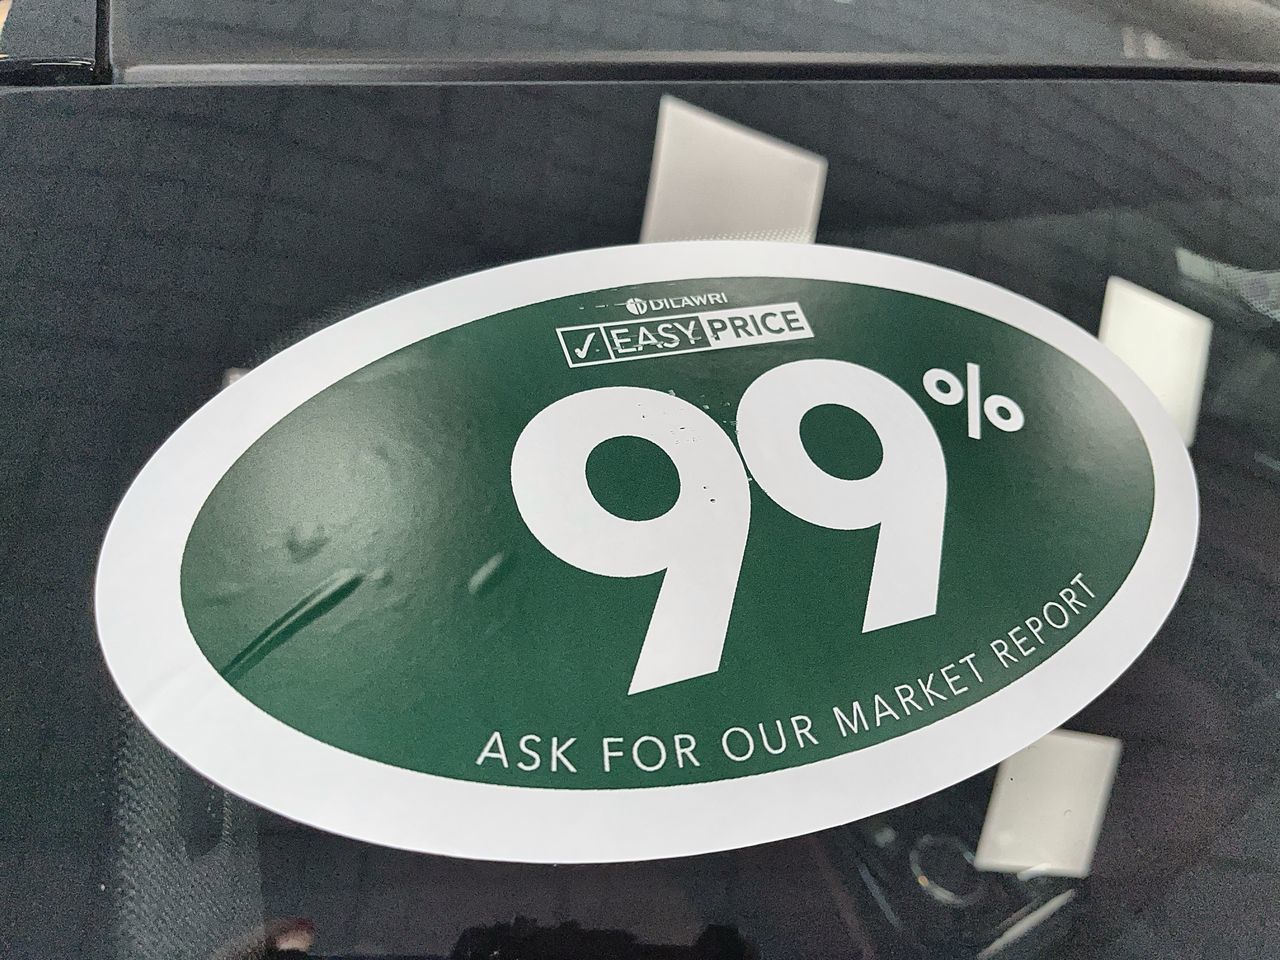 DILAWRI
✓ EASY PRICE
99%
ASK FOR OUR MARKET REPORT